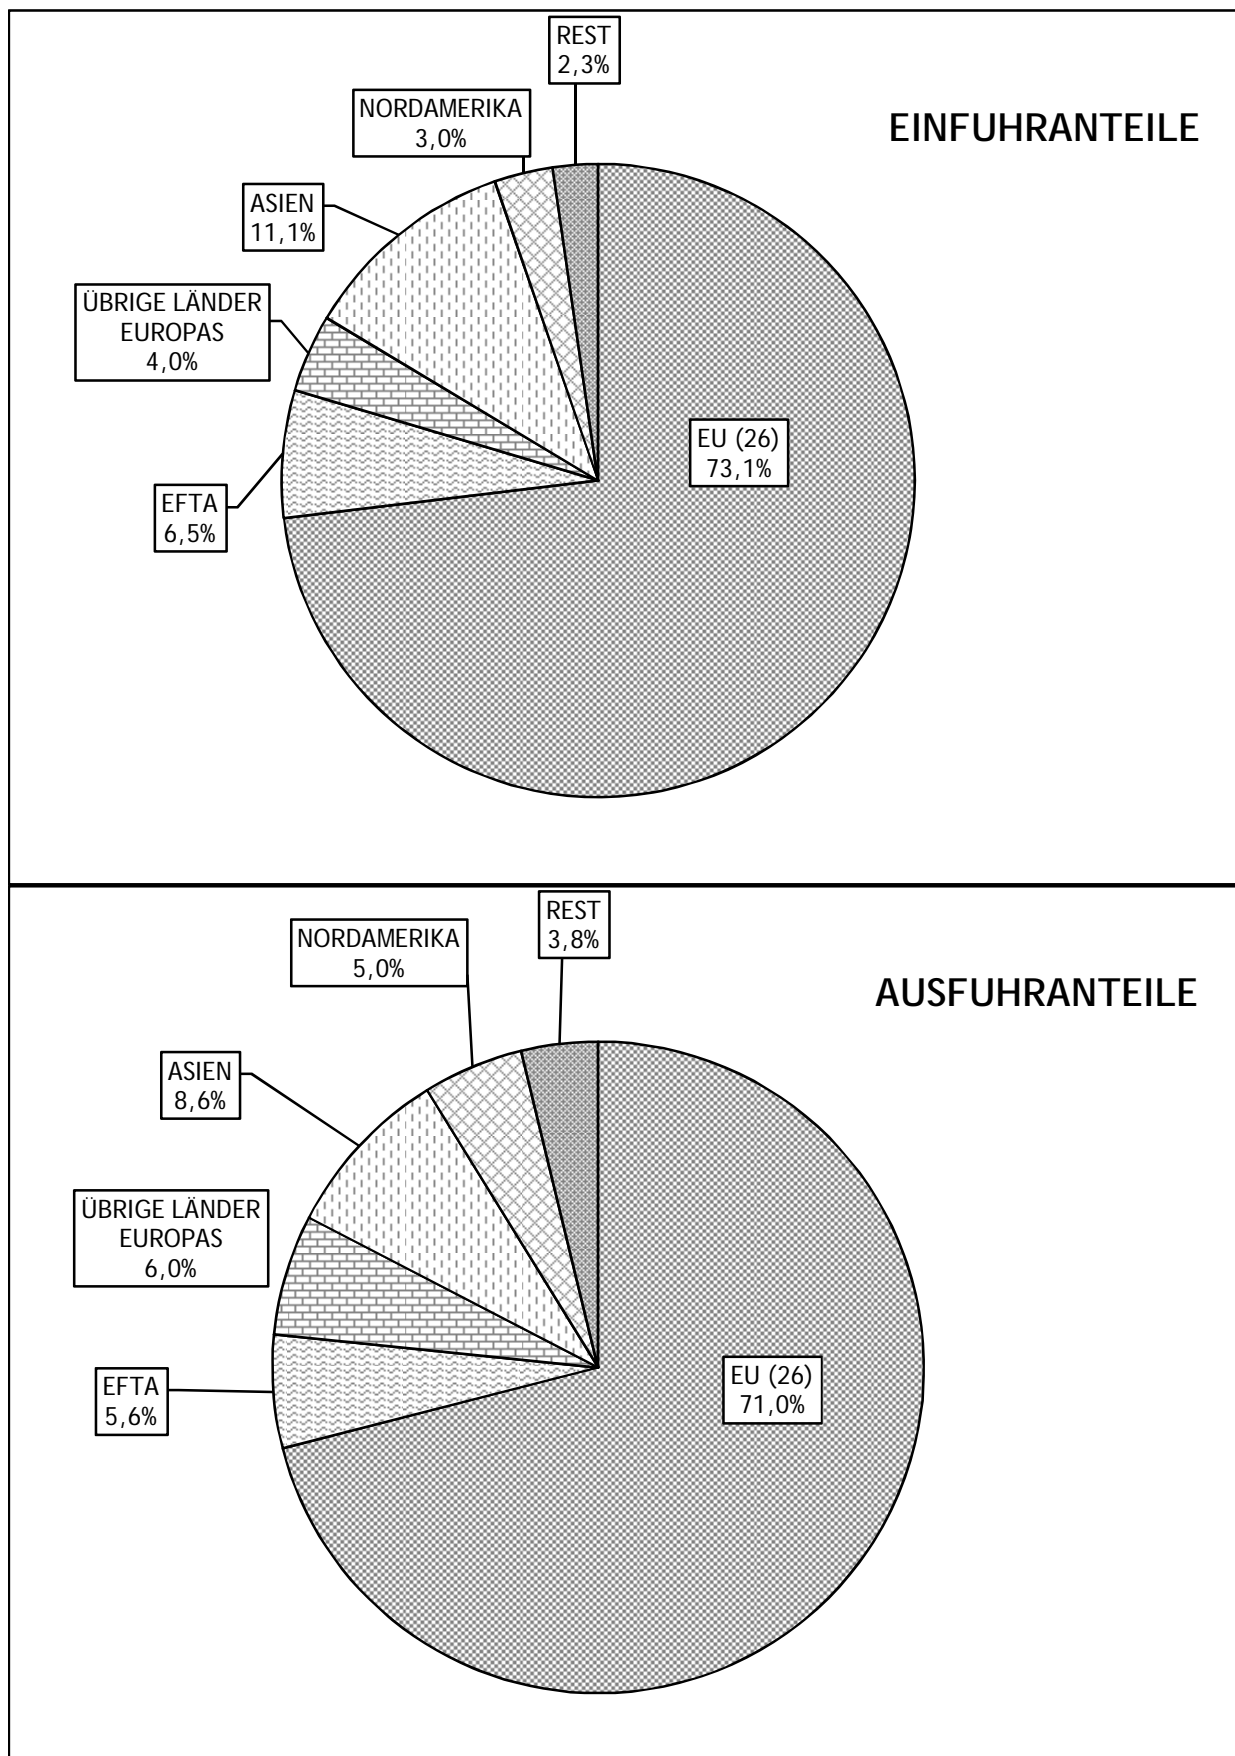 REST
2,3%
NORDAMERIKA
3,0%
EINFUHRANTEILE
ASIEN
11,1%
ÜBRIGE LÄNDER
EUROPAS
4,0%
EU (26)
73,1%
EFTA
6,5%
REST
3,8%
NORDAMERIKA
5,0%
AUSFUHRANTEILE
ASIEN
8,6%
ÜBRIGE LÄNDER
EUROPAS
6,0%
EU (26)
71,0%
EFTA
5,6%